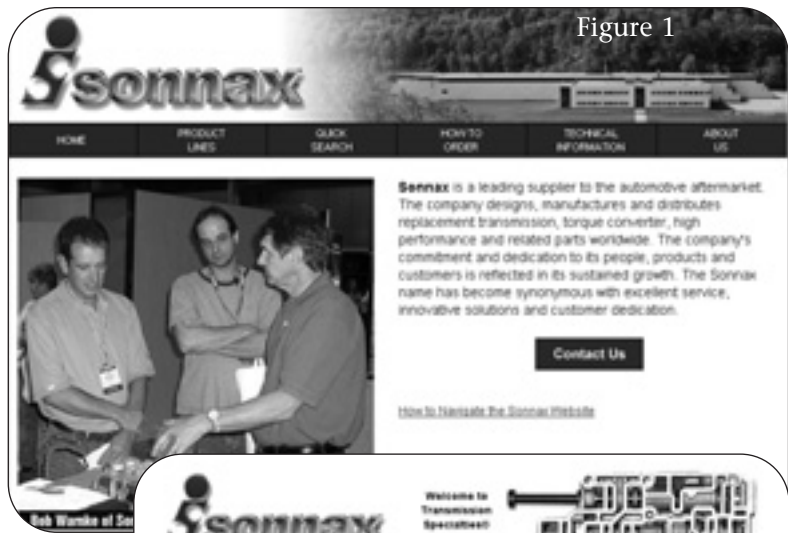 Figure 1
sonnax
HOME
PRODUCT LINES
QUICK SEARCH
HOW TO ORDER
TECHNICAL INFORMATION
ABOUT US
Sonnax is a leading supplier to the automotive aftermarket.
The company designs, manufactures and distributes
replacement transmission, torque converter, high
performance and related parts worldwide. The company's
commitment and dedication to its people, products and
customers is reflected in its sustained growth. The Sonnax
name has become synonymous with excellent service,
innovative solutions and customer dedication.
Contact Us
How to Navigate the Sonnax Website
Bob Warnke of Son
sonnax
Welcome to
Transmission
Specialties®